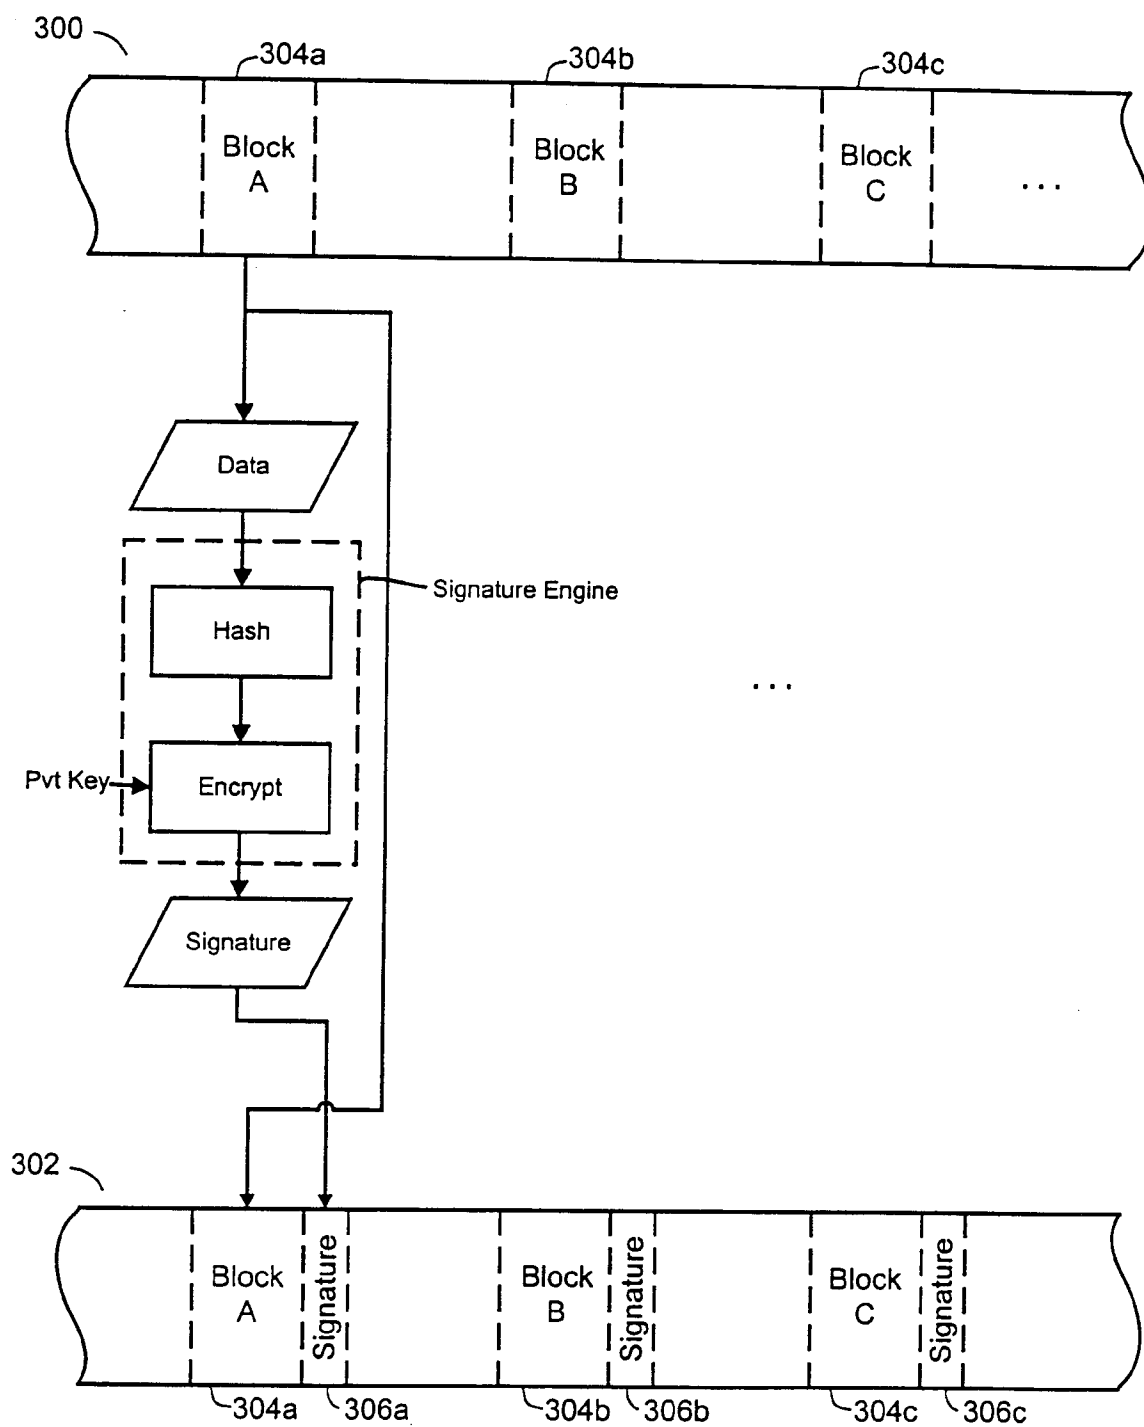 300
304a
304b
304c
Block
A
Block
B
Block
C
...
Data
Signature Engine
Hash
...
Pvt Key
Encrypt
Signature
302
Block
A
Signature
Block
B
Signature
Block
C
Signature
304a
306a
304b
306b
304c
306c